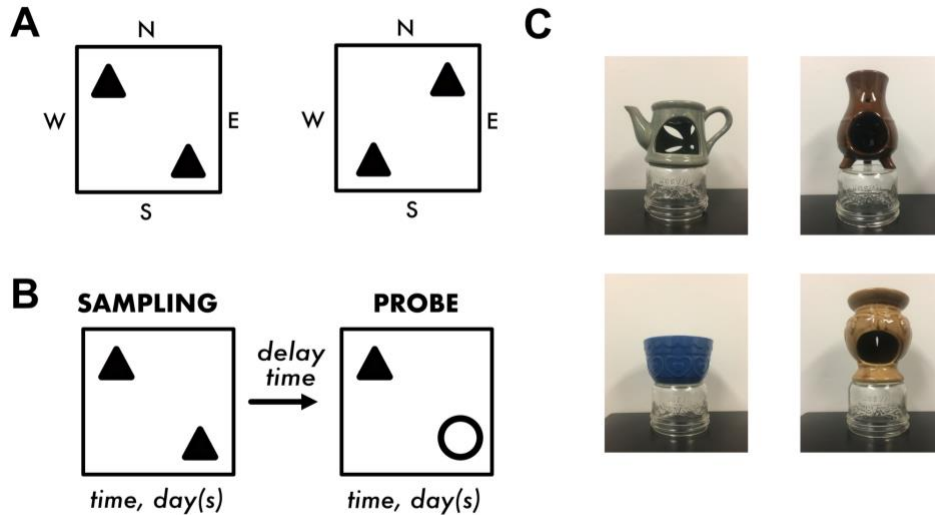 A
N
W
E
S
N
W
E
S
B
SAMPLING
PROBE
delay
time
time, day(s)
time, day(s)
C